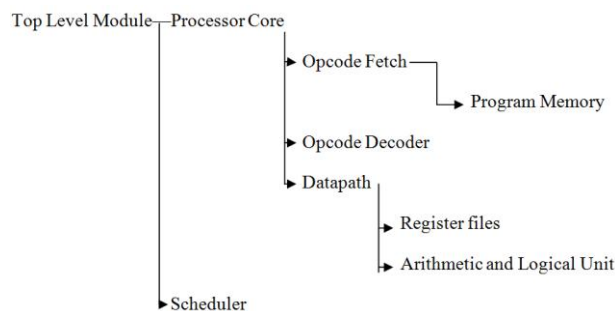 Top Level Module
Processor Core
Opcode Fetch
Program Memory
Opcode Decoder
Datapath
Register files
Arithmetic and Logical Unit
Scheduler